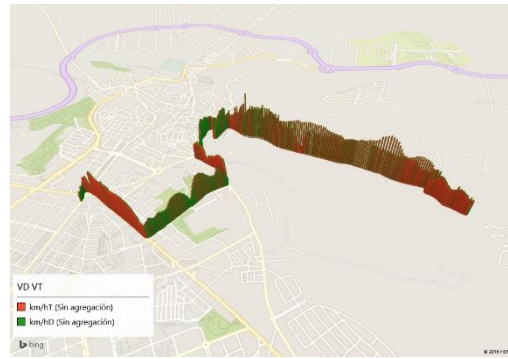 VD VT
km/hT (Sin agregación)
km/hD (Sin agregación)
bing